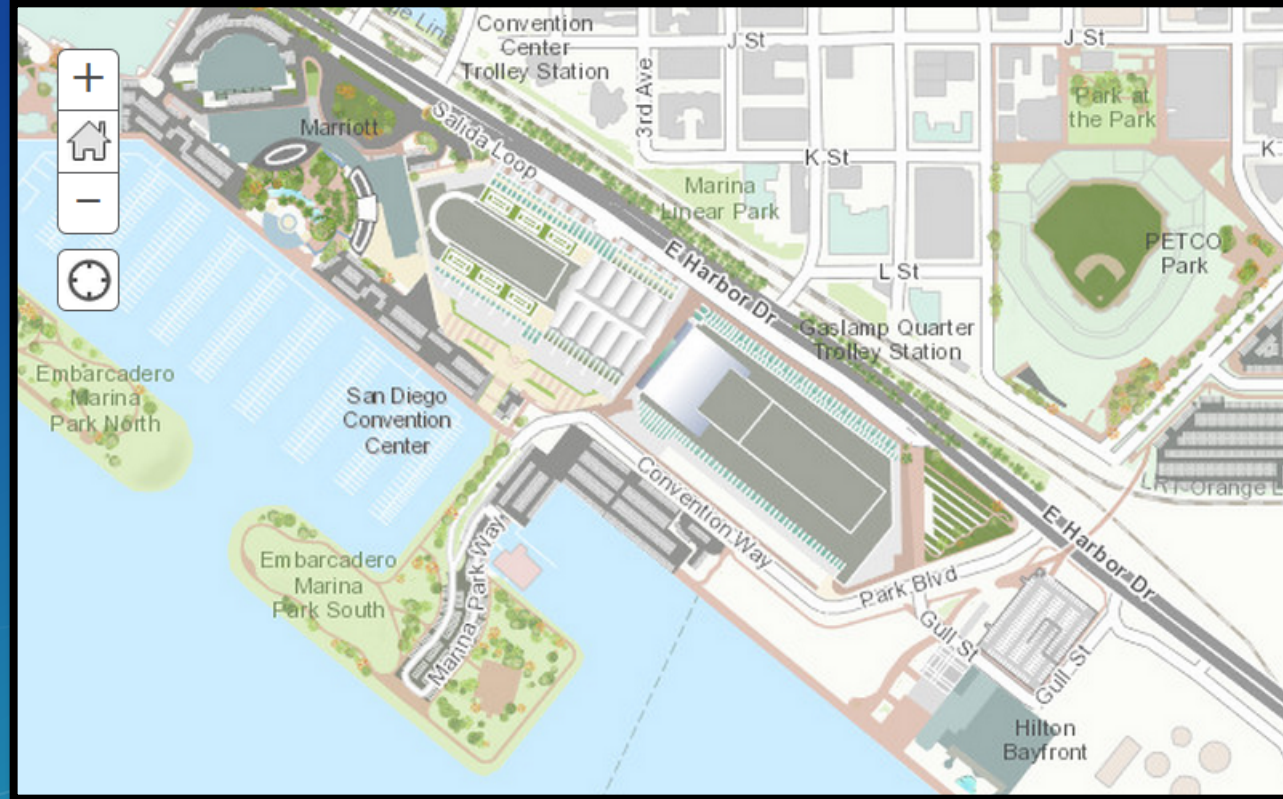 Convention
Center
Trolley Station
J St
J St
3rd Ave
Park at
the Park
Marriott
Salida Loop
K St
K
Marina
Linear Park
PETCO
Park
E Harbor Dr
L St
Gaslamp Quarter
Trolley Station
Embarcadero
Marina
Park North
San Diego
Convention
Center
Convention Way
LRT-Orange L
E Harbor Dr
Embarcadero
Marina
Park South
Marina Park Way
Park Blvd
Gull St
Gull St
Hilton
Bayfront
+
−